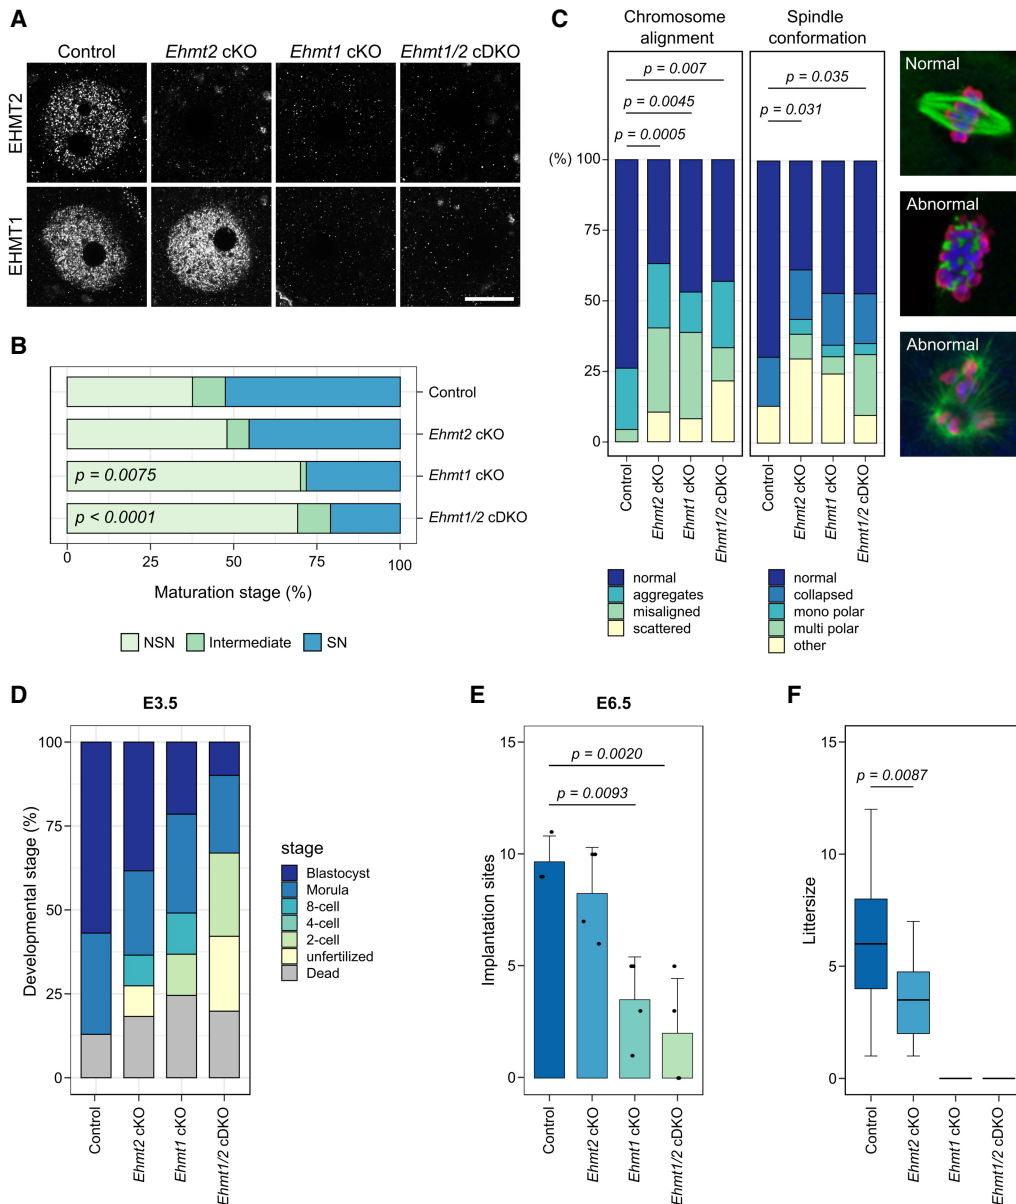 A
Control
Ehmt2 cKO
Ehmt1 cKO
Ehmt1/2 cDKO
EHMT2
EHMT1
B
Control
Ehmt2 cKO
p = 0.0075
Ehmt1 cKO
p < 0.0001
Ehmt1/2 cDKO
0 25 50 75 100
Maturation stage (%)
NSN Intermediate SN
C
Chromosome
alignment
Spindle
conformation
p = 0.007
p = 0.0045
p = 0.0005
p = 0.035
p = 0.031
(%)
100
75
50
25
0
Control
Ehmt2 cKO
Ehmt1 cKO
Ehmt1/2 cDKO
Control
Ehmt2 cKO
Ehmt1 cKO
Ehmt1/2 cDKO
normal
aggregates
misaligned
scattered
normal
collapsed
mono polar
multi polar
other
Normal
Abnormal
Abnormal
D
E3.5
Developmental stage (%)
100
75
50
25
0
Control
Ehmt2 cKO
Ehmt1 cKO
Ehmt1/2 cDKO
stage
Blastocyst
Morula
8-cell
4-cell
2-cell
unfertilized
Dead
E
E6.5
Implantation sites
15
10
5
0
p = 0.0020
p = 0.0093
Control
Ehmt2 cKO
Ehmt1 cKO
Ehmt1/2 cDKO
F
Littersize
15
10
5
0
p = 0.0087
Control
Ehmt2 cKO
Ehmt1 cKO
Ehmt1/2 cDKO